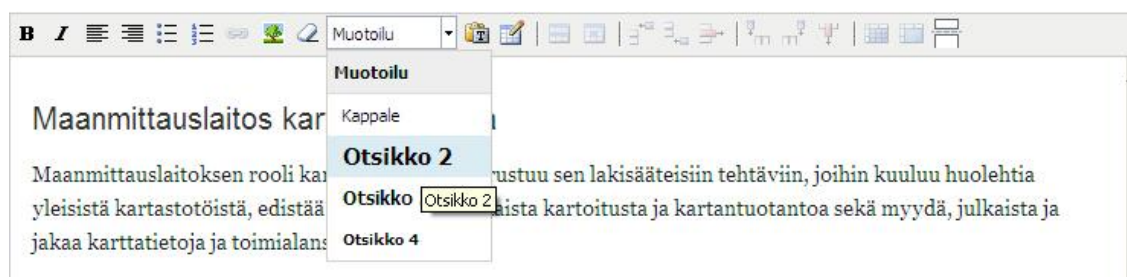 B I Muotoilu
Muotoilu
Maanmittauslaitos kar
Kappale
Otsikko 2
Maanmittauslaitoksen rooli kar rustuu sen lakisääteisiin tehtäviin, joihin kuuluu huolehtia
Otsikko Otsikko 2
yleisistä kartastotöistä, edistää aista kartoitusta ja kartantuotantoa sekä myydä, julkaista ja
Otsikko 4
jakaa karttatietoja ja toimialans